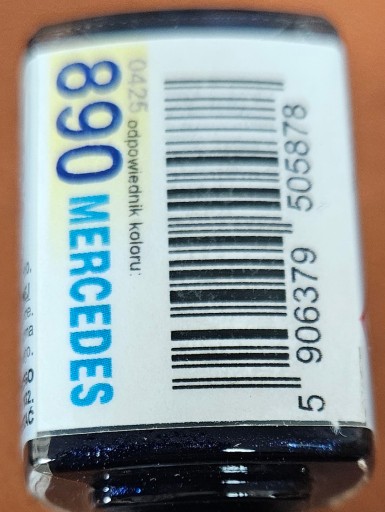 0425 odpowiednik koloru:
890 MERCEDES
5 906379 505878